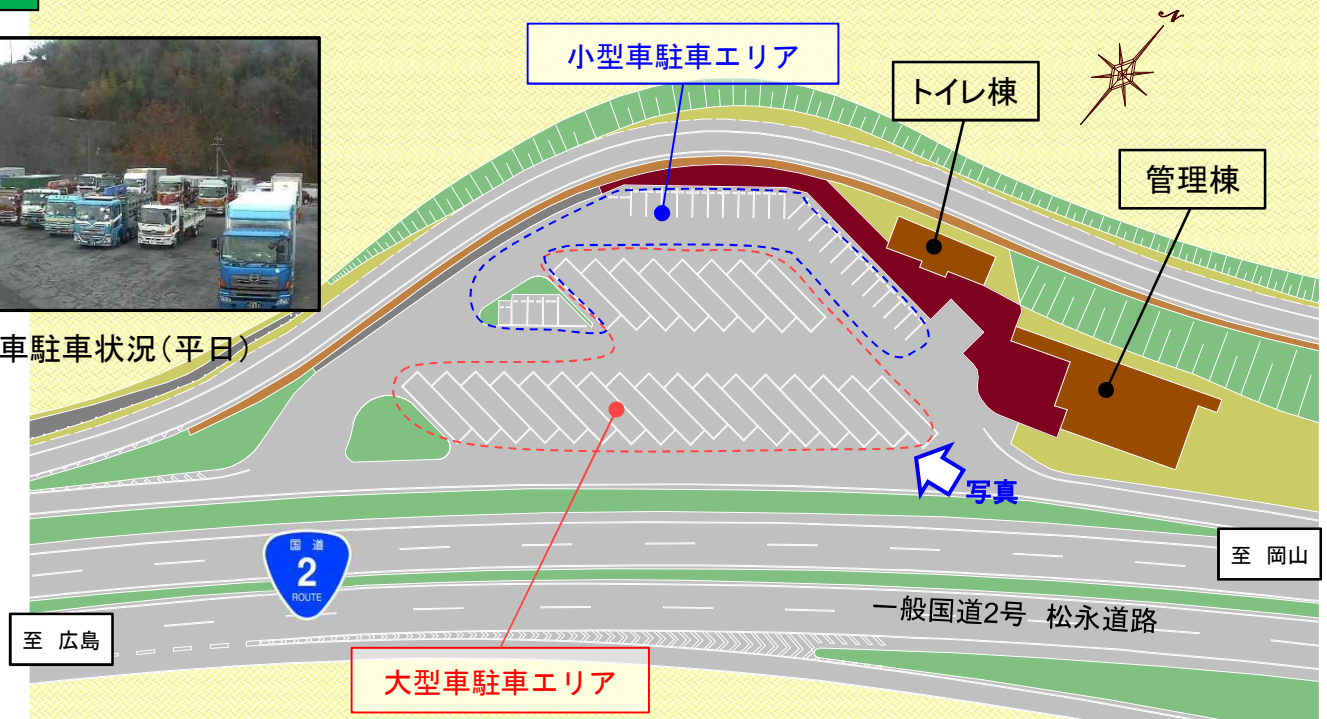 小型車駐車エリア
トイレ棟
管理棟
N
車駐車状況(平日)
写真
国道
2
ROUTE
至 岡山
一般国道2号 松永道路
至 広島
大型車駐車エリア